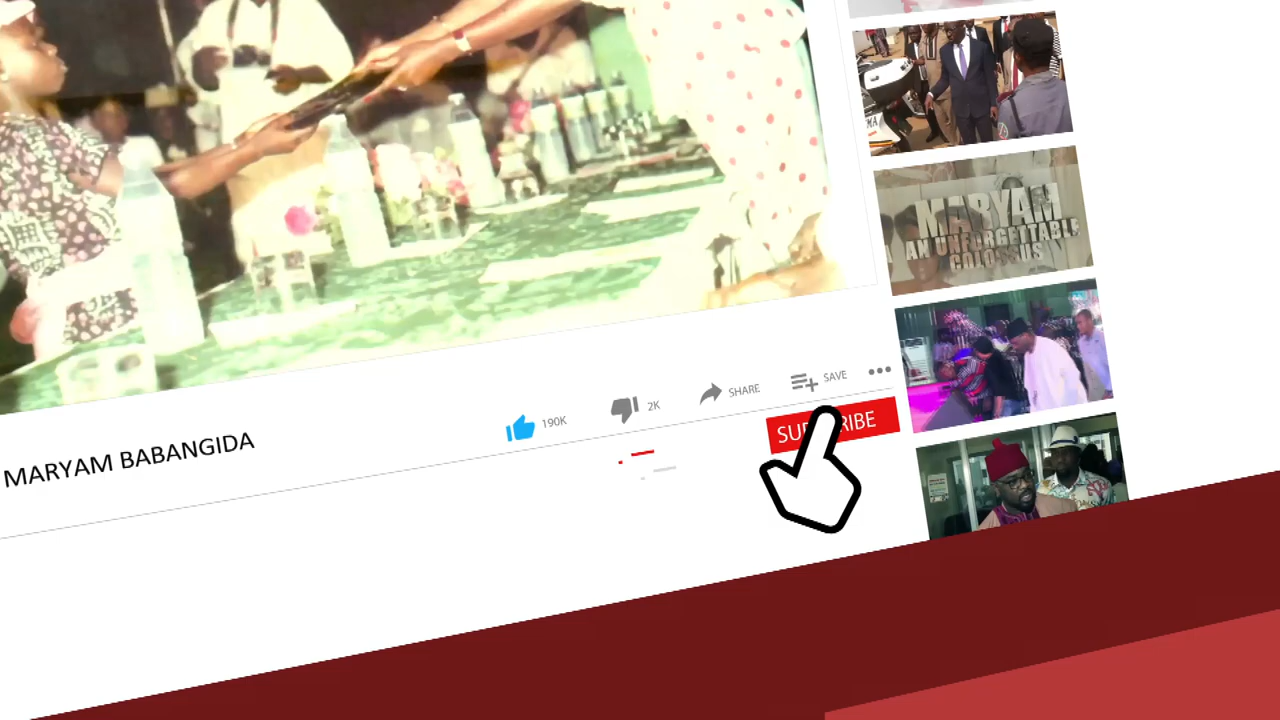 MARYAM
AN UNFORGETTABLE
COLOSSUS
MARYAM BABANGIDA
190K
2K
SHARE
SAVE